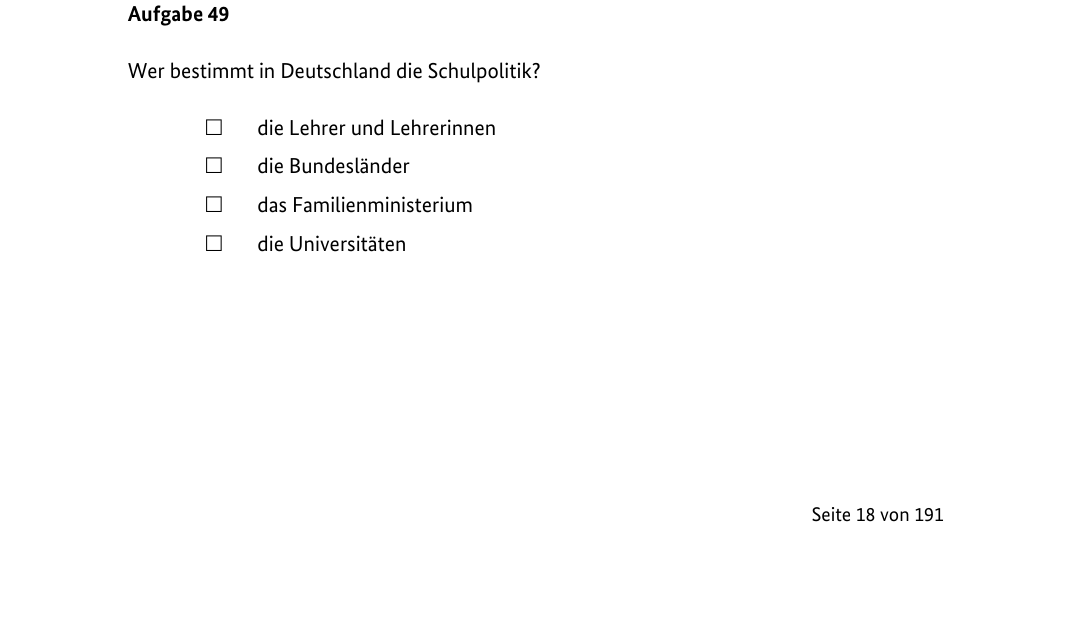 Aufgabe 49
Wer bestimmt in Deutschland die Schulpolitik?
☐ die Lehrer und Lehrerinnen
☐ die Bundesländer
☐ das Familienministerium
☐ die Universitäten
Seite 18 von 191